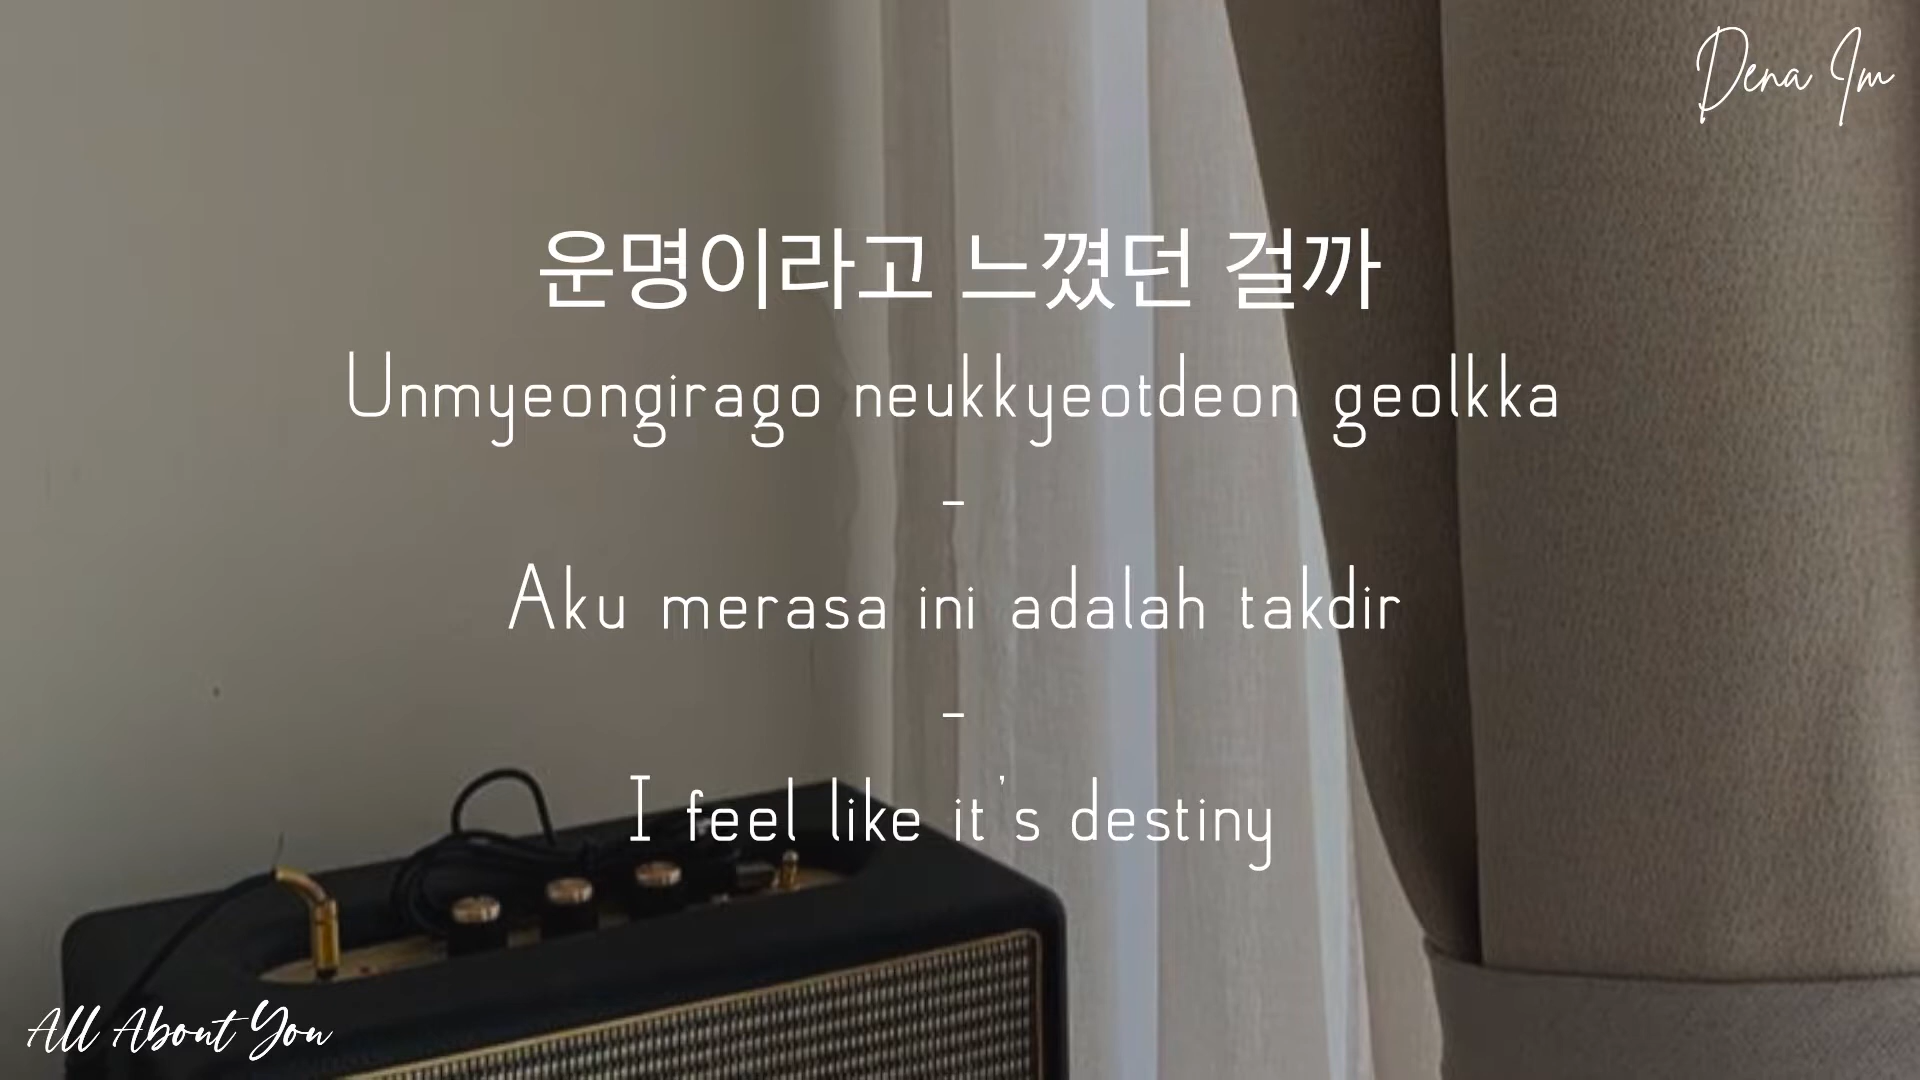 Dena Im
운명이라고 느꼈던 걸까
Unmyeongirago neukkyeotdeon geolkka
-
Aku merasa ini adalah takdir
-
I feel like it's destiny
All About You